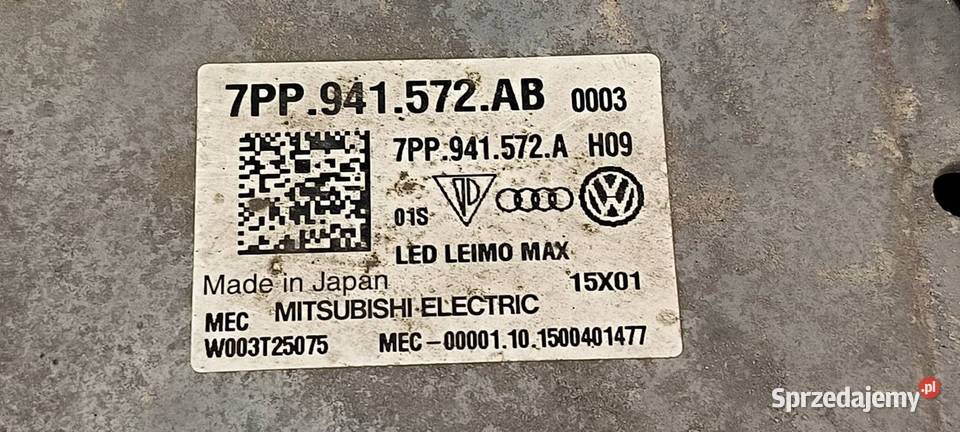 7PP.941.572.AB 0003
7PP.941.572.A H09
01S
LED LEIMO MAX
Made in Japan 15X01
MEC MITSUBISHI ELECTRIC
W003T25075 MEC-00001.10.1500401477
Sprzedajemy.pl